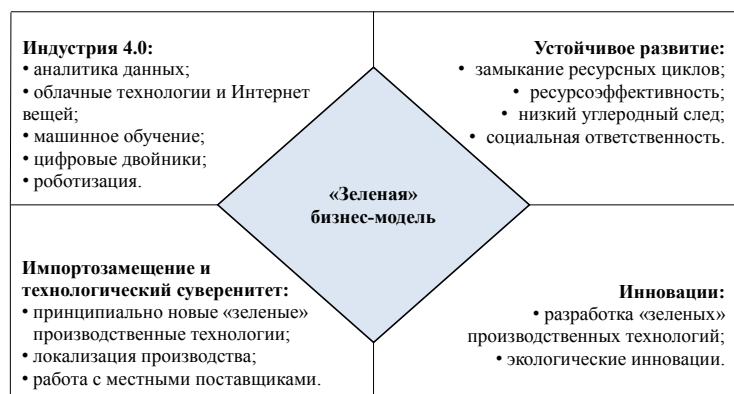 Индустрия 4.0:
• аналитика данных;
• облачные технологии и Интернет
вещей;
• машинное обучение;
• цифровые двойники;
• роботизация.
Устойчивое развитие:
• замыкание ресурсных циклов;
• ресурсоэффективность;
• низкий углеродный след;
• социальная ответственность.
«Зеленая»
бизнес-модель
Импортозамещение и
технологический суверенитет:
• принципиально новые «зеленые»
производственные технологии;
• локализация производства;
• работа с местными поставщиками.
Инновации:
• разработка «зеленых»
производственных технологий;
• экологические инновации.